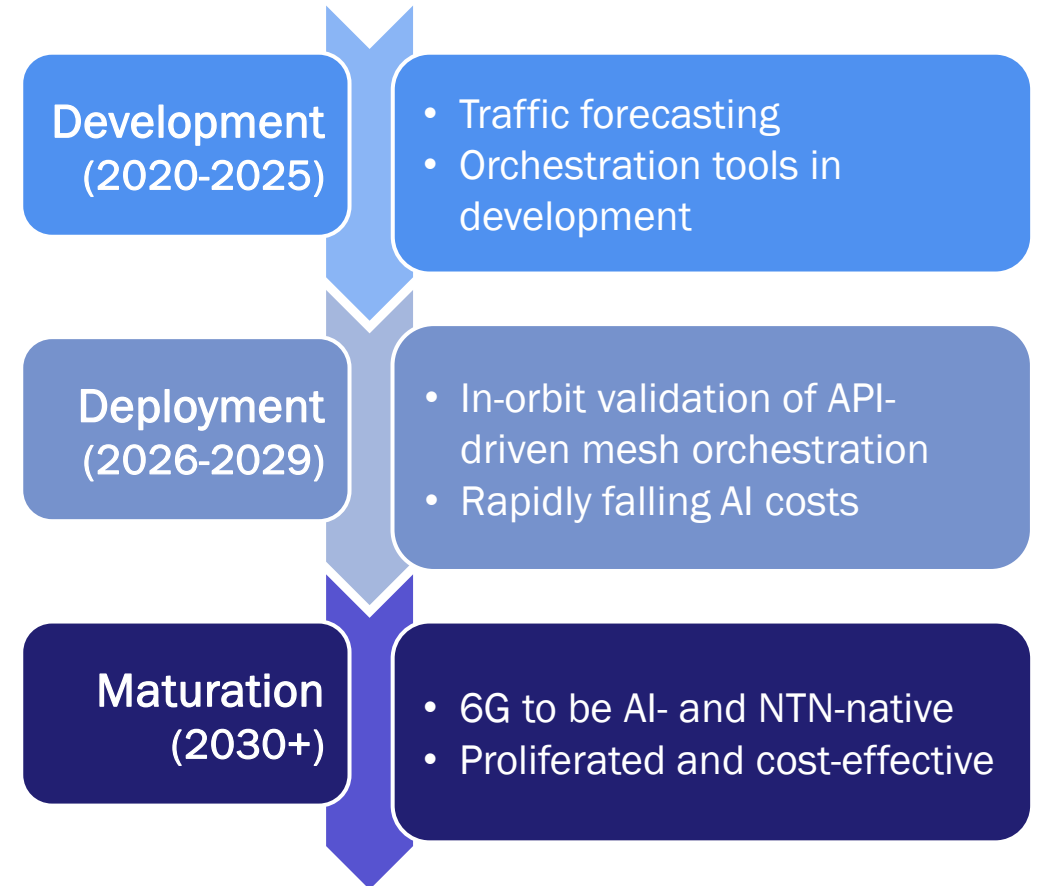 Development
(2020-2025)
• Traffic forecasting
• Orchestration tools in
development
Deployment
(2026-2029)
• In-orbit validation of API-
driven mesh orchestration
• Rapidly falling AI costs
Maturation
(2030+)
• 6G to be AI- and NTN-native
• Proliferated and cost-effective